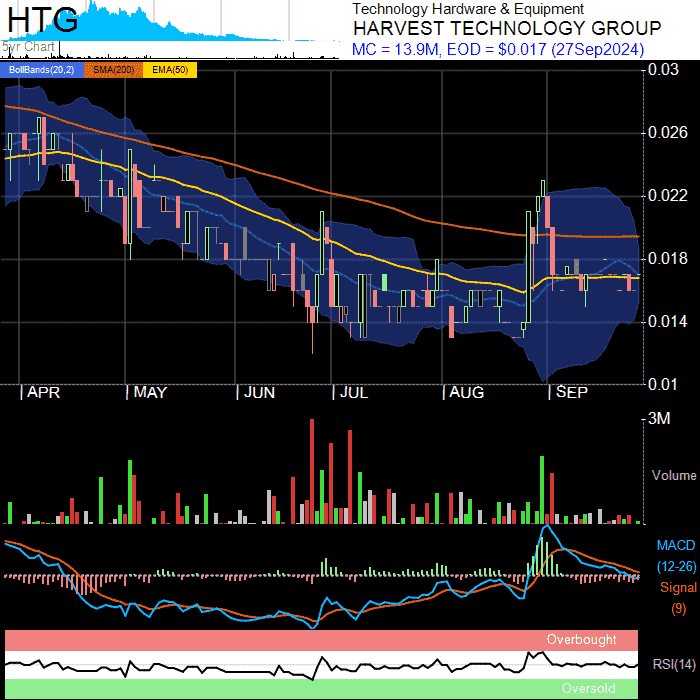 HTG
5yr Chart
Technology Hardware & Equipment
HARVEST TECHNOLOGY GROUP
MC = 13.9M, EOD = $0.017 (27Sep2024)
BollBands(20,2) SMA(200) EMA(50)
0.03
0.026
0.022
0.018
0.014
0.01
APR MAY JUN JUL AUG SEP
3M
Volume
MACD
(12-26)
Signal
(9)
Overbought
RSI(14)
Oversold